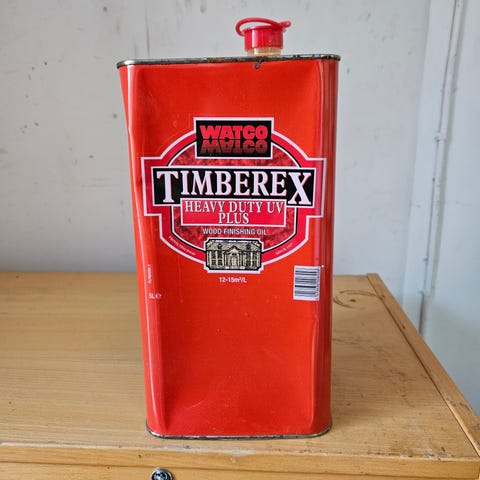 WATCO
TIMBEREX
HEAVY DUTY UV
PLUS
WOOD FINISHING OIL
12-15m²/L
5L℮